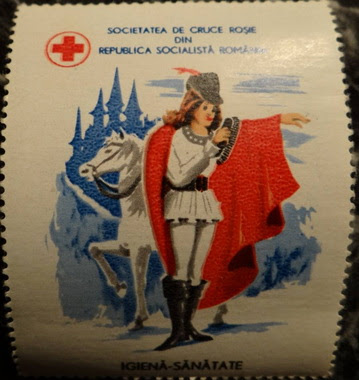 SOCIETATEA DE CRUCE ROȘIE
DIN
REPUBLICA SOCIALISTĂ
IGIENĂ-SĂNĂTATE